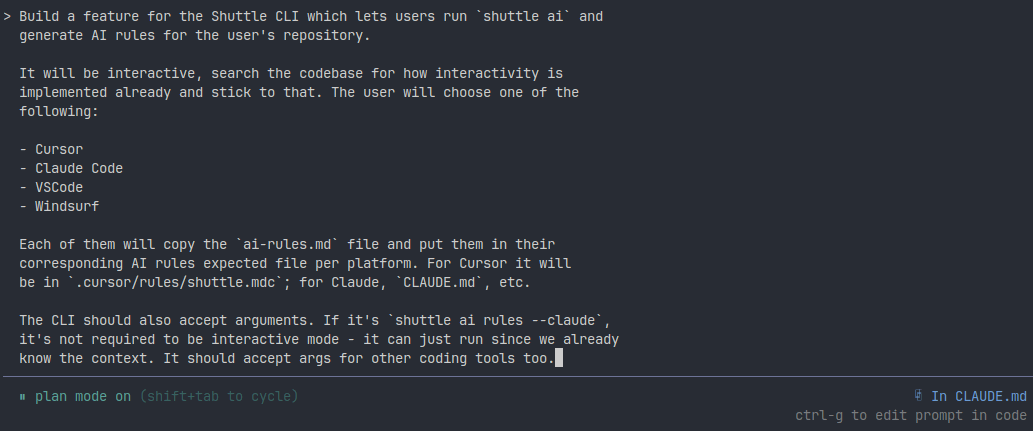 > Build a feature for the Shuttle CLI which lets users run `shuttle ai` and
generate AI rules for the user's repository.
It will be interactive, search the codebase for how interactivity is
implemented already and stick to that. The user will choose one of the
following:
- Cursor
- Claude Code
- VSCode
- Windsurf
Each of them will copy the `ai-rules.md` file and put them in their
corresponding AI rules expected file per platform. For Cursor it will
be in `.cursor/rules/shuttle.mdc`; for Claude, `CLAUDE.md`, etc.
The CLI should also accept arguments. If it's `shuttle ai rules --claude`,
it's not required to be interactive mode - it can just run since we already
know the context. It should accept args for other coding tools too.
⏸ plan mode on (shift+tab to cycle)
In CLAUDE.md
ctrl-g to edit prompt in code